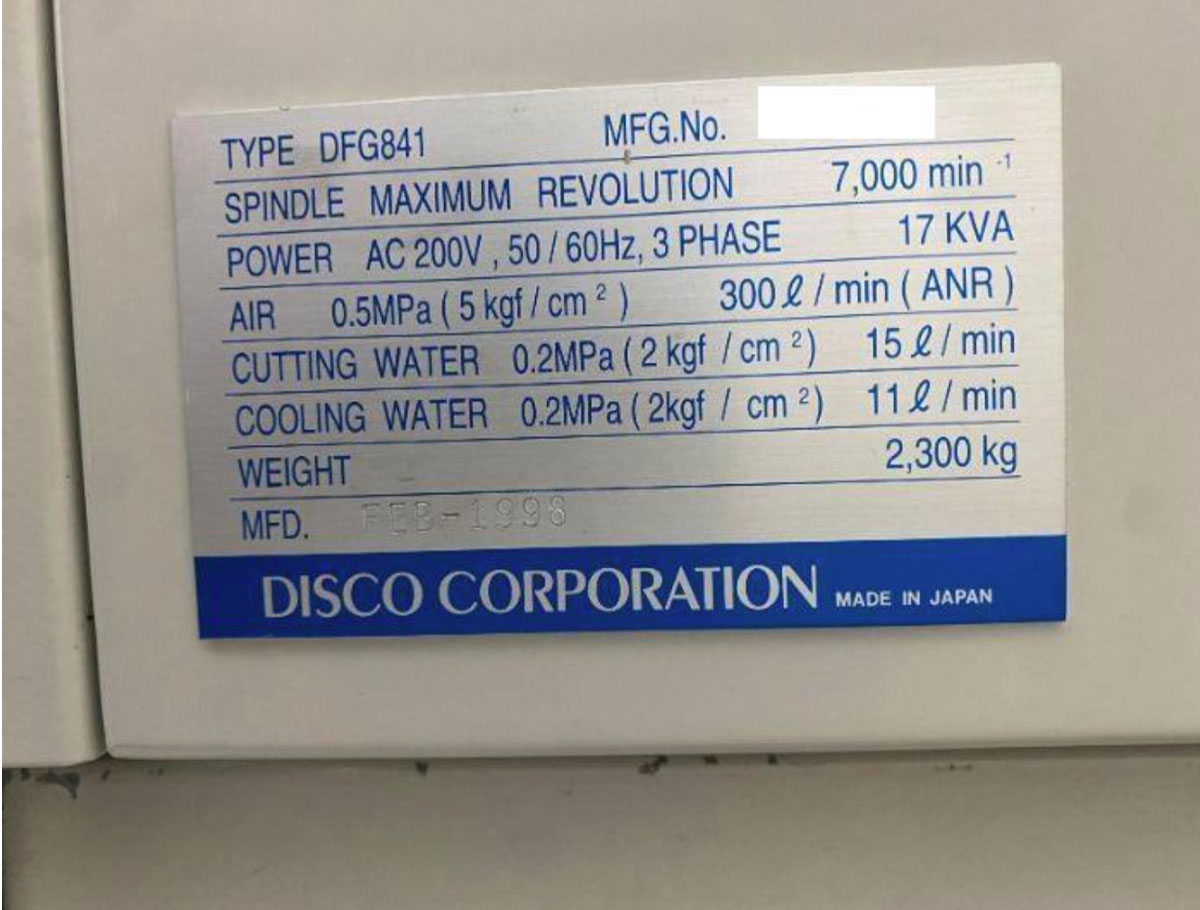 TYPE DFG841 MFG.No.
SPINDLE MAXIMUM REVOLUTION 7,000 min ⁻¹
POWER AC 200V , 50 / 60Hz, 3 PHASE 17 KVA
AIR 0.5MPa ( 5 kgf / cm ² ) 300 ℓ / min ( ANR )
CUTTING WATER 0.2MPa ( 2 kgf / cm ²) 15 ℓ / min
COOLING WATER 0.2MPa ( 2kgf / cm ²) 11 ℓ / min
WEIGHT 2,300 kg
MFD. FEB-1998
DISCO CORPORATION MADE IN JAPAN